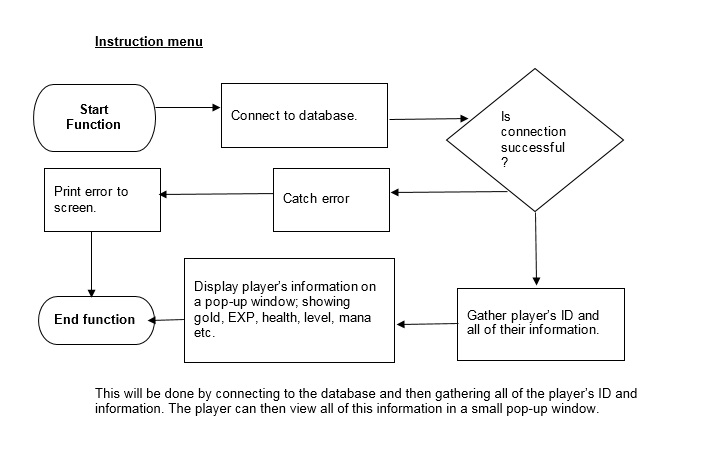 Instruction menu
Start
Function
Connect to database.
Is
connection
successful
?
Print error to
screen.
Catch error
Display player's information on
a pop-up window; showing
gold, EXP, health, level, mana
etc.
Gather player's ID and
all of their information.
End function
This will be done by connecting to the database and then gathering all of the player's ID and
information. The player can then view all of this information in a small pop-up window.